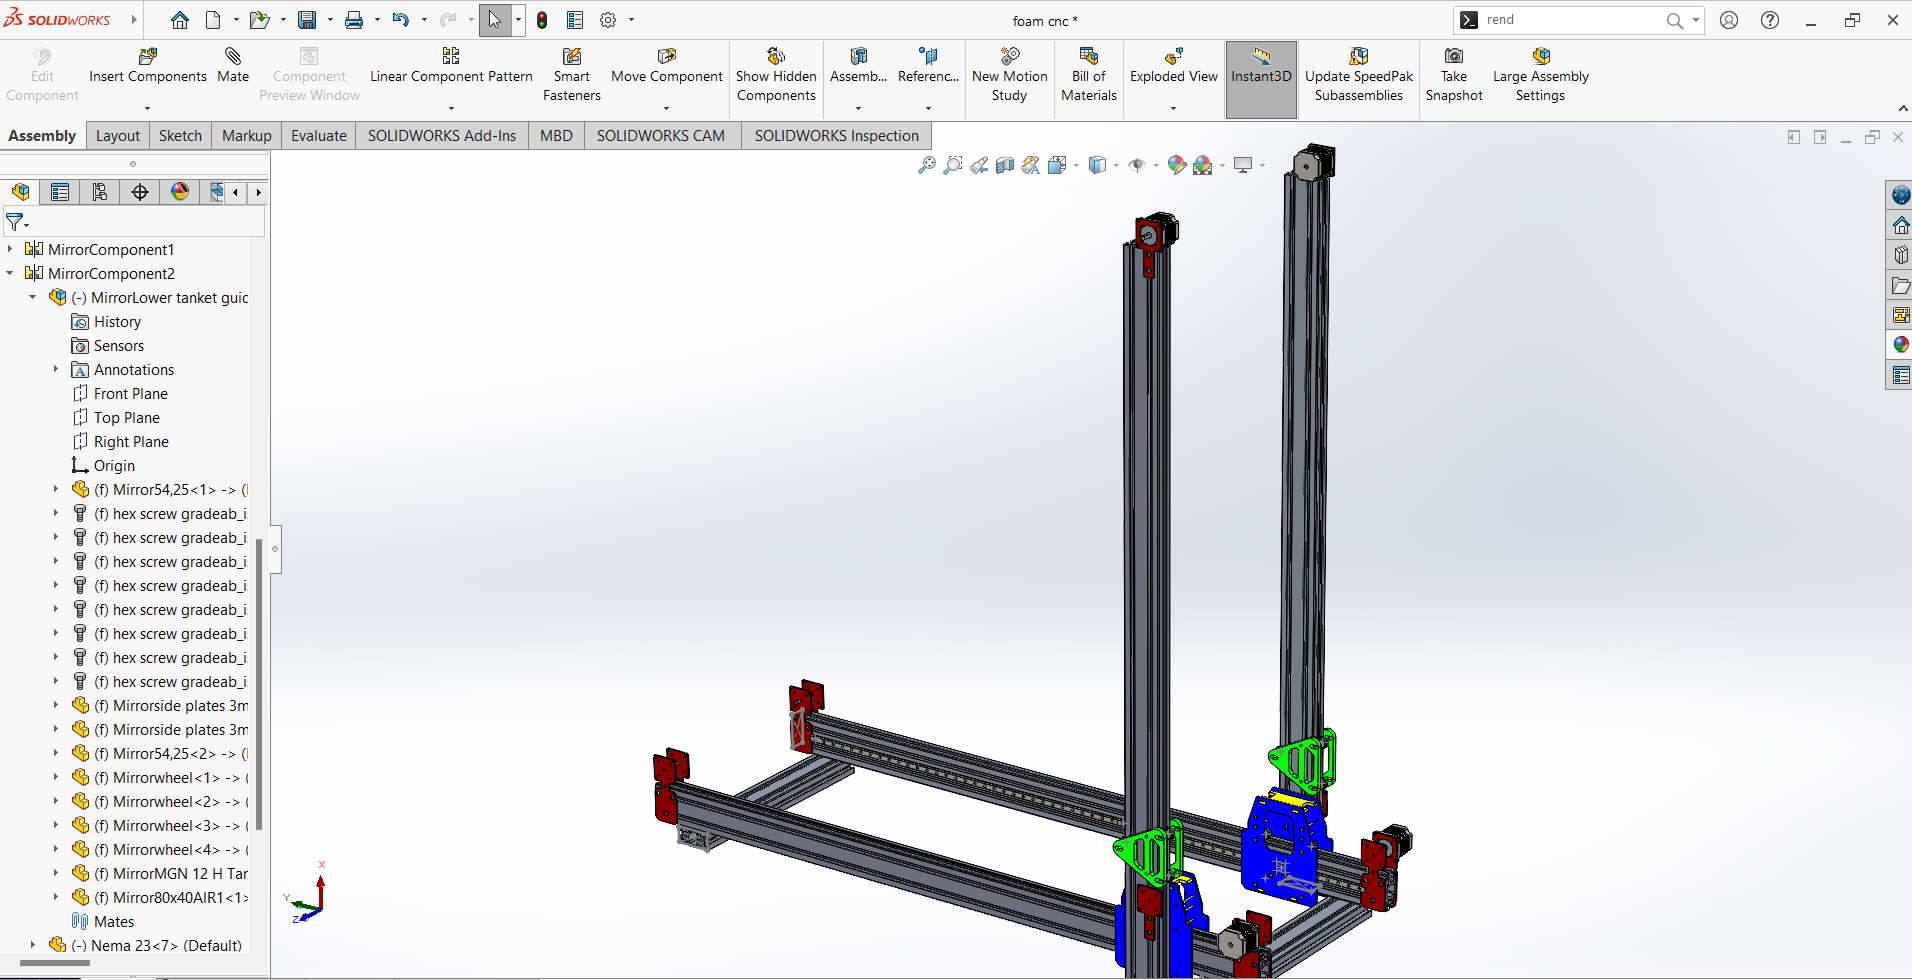 SOLIDWORKS
foam cnc *
rend
Edit
Component
Insert Components
Mate
Component
Preview Window
Linear Component Pattern
Smart
Fasteners
Move Component
Show Hidden
Components
Assemb...
Referenc...
New Motion
Study
Bill of
Materials
Exploded View
Instant3D
Update SpeedPak
Subassemblies
Take
Snapshot
Large Assembly
Settings
Assembly
Layout
Sketch
Markup
Evaluate
SOLIDWORKS Add-Ins
MBD
SOLIDWORKS CAM
SOLIDWORKS Inspection
MirrorComponent1
MirrorComponent2
(-) MirrorLower tanket guid
History
Sensors
Annotations
Front Plane
Top Plane
Right Plane
Origin
(f) Mirror54,25<1> -> (
(f) hex screw gradeab_i
(f) hex screw gradeab_i
(f) hex screw gradeab_i
(f) hex screw gradeab_i
(f) hex screw gradeab_i
(f) hex screw gradeab_i
(f) hex screw gradeab_i
(f) hex screw gradeab_i
(f) Mirrorside plates 3m
(f) Mirrorside plates 3m
(f) Mirror54,25<2> -> (
(f) Mirrorwheel<1> -> (
(f) Mirrorwheel<2> -> (
(f) Mirrorwheel<3> -> (
(f) Mirrorwheel<4> -> (
(f) MirrorMGN 12 H Tar
(f) Mirror80x40AIR1<1>
Mates
(-) Nema 23<7> (Default)
X
Y
Z